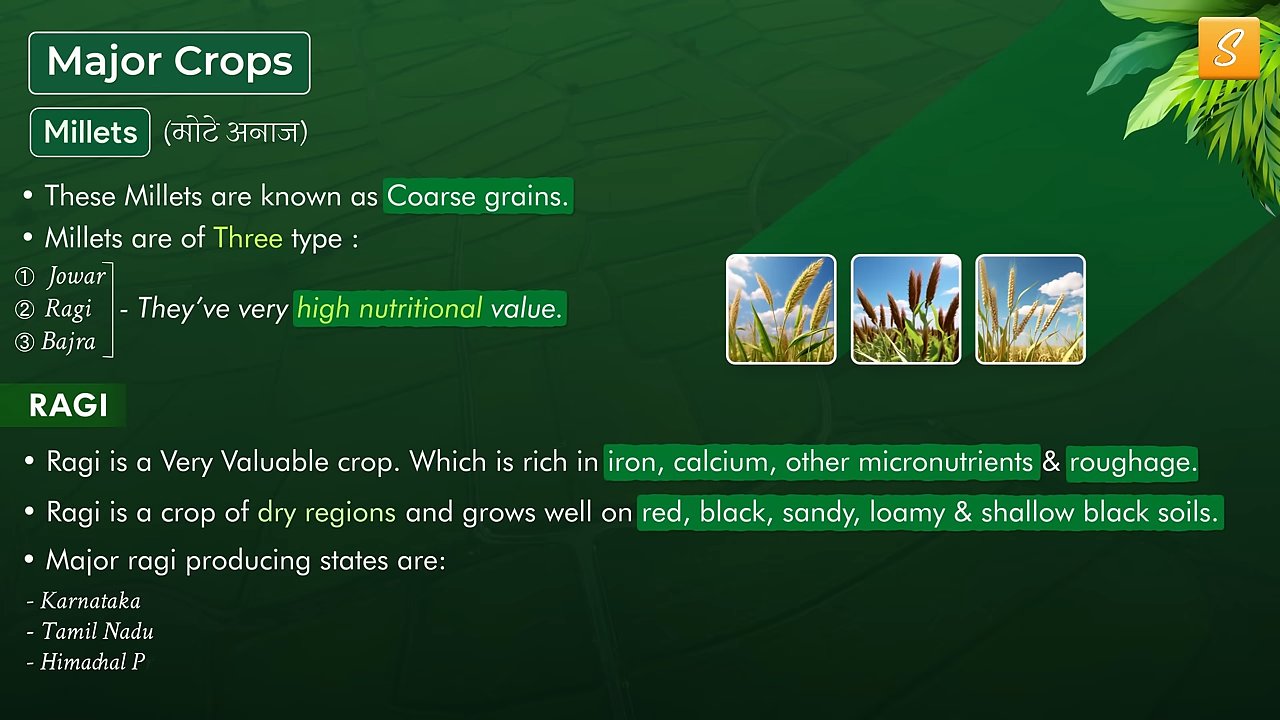 S
Major Crops
Millets (मोटे अनाज)
• These Millets are known as Coarse grains.
• Millets are of Three type :
① Jowar
② Ragi - They've very high nutritional value.
③ Bajra
RAGI
• Ragi is a Very Valuable crop. Which is rich in iron, calcium, other micronutrients & roughage.
• Ragi is a crop of dry regions and grows well on red, black, sandy, loamy & shallow black soils.
• Major ragi producing states are:
- Karnataka
- Tamil Nadu
- Himachal P